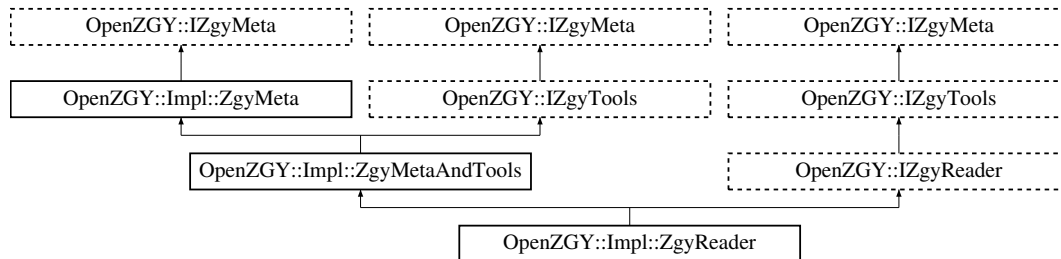 OpenZGY::IZgyMeta
OpenZGY::IZgyMeta
OpenZGY::IZgyMeta
OpenZGY::Impl::ZgyMeta
OpenZGY::IZgyTools
OpenZGY::IZgyTools
OpenZGY::Impl::ZgyMetaAndTools
OpenZGY::IZgyReader
OpenZGY::Impl::ZgyReader